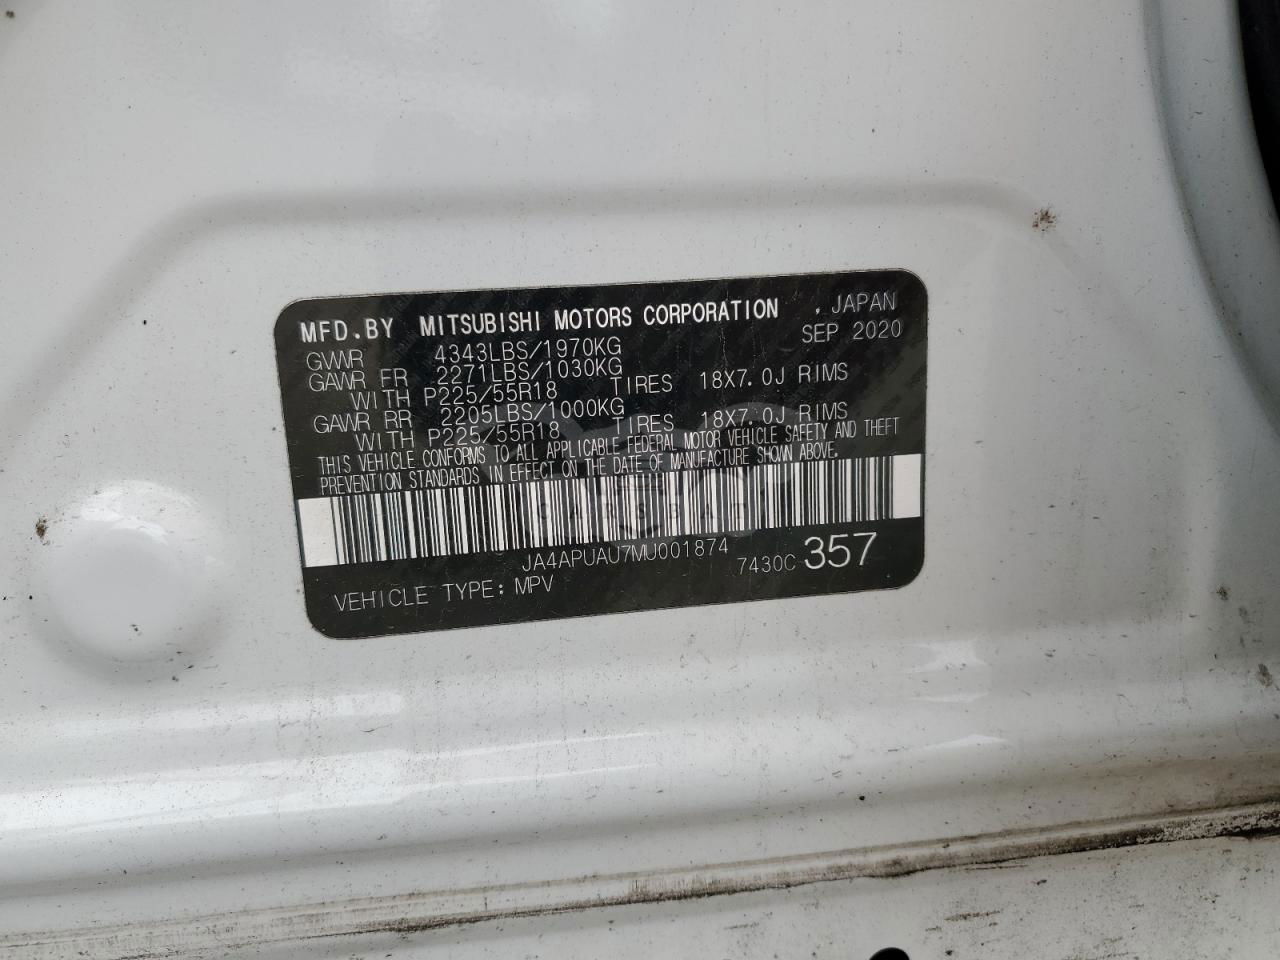 MFD.BY MITSUBISHI MOTORS CORPORATION , JAPAN
SEP 2020
GVWR 4343LBS/1970KG
GAWR FR 2271LBS/1030KG
WITH P225/55R18 TIRES 18X7.0J RIMS
GAWR RR 2205LBS/1000KG
WITH P225/55R18 TIRES 18X7.0J RIMS
THIS VEHICLE CONFORMS TO ALL APPLICABLE FEDERAL MOTOR VEHICLE SAFETY AND THEFT
PREVENTION STANDARDS IN EFFECT ON THE DATE OF MANUFACTURE SHOWN ABOVE.
JA4APUAU7MU001874
7430C 357
VEHICLE TYPE: MPV